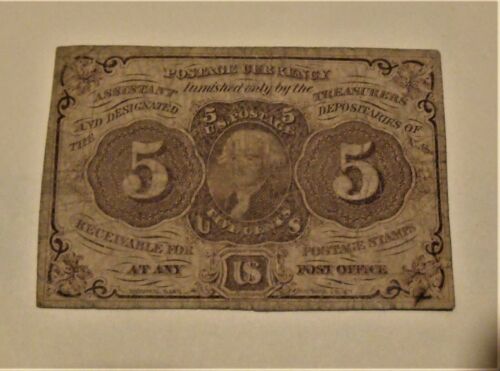 POSTAGE CURRENCY
furnished only by the
ASSISTANT TREASURERS
AND DESIGNATED DEPOSITARIES OF
THE U.S.
5 5
U.S. POSTAGE
5 5
FIVE CENTS
U S
RECEIVABLE FOR POSTAGE STAMPS
AT ANY US POST OFFICE